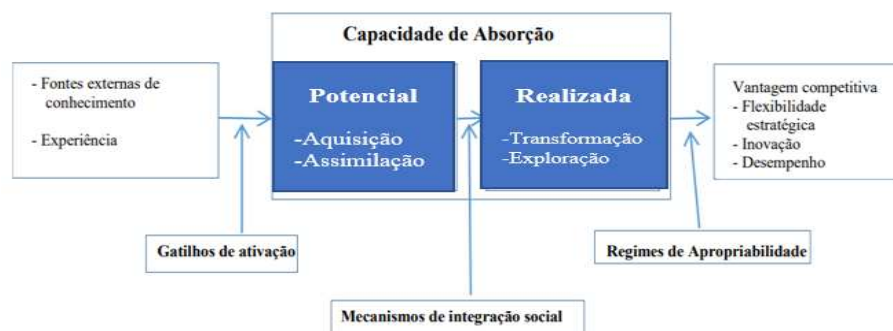 Capacidade de Absorção
- Fontes externas de
conhecimento
- Experiência
Potencial
-Aquisição
-Assimilação
Realizada
-Transformação
-Exploração
Vantagem competitiva
- Flexibilidade
estratégica
- Inovação
- Desempenho
Gatilhos de ativação
Mecanismos de integração social
Regimes de Apropriabilidade